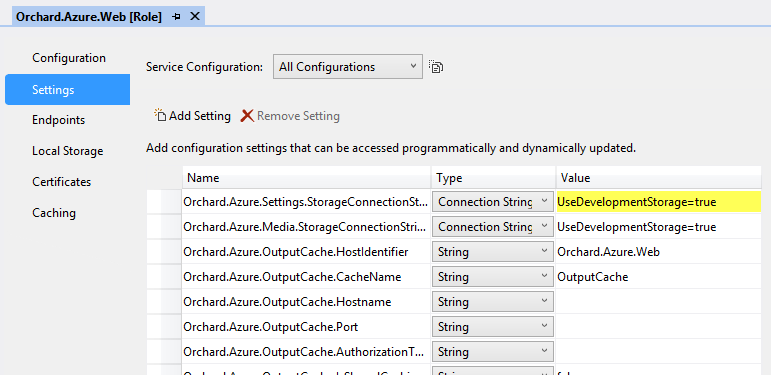 Orchard.Azure.Web [Role]
Configuration
Settings
Endpoints
Local Storage
Certificates
Caching
Service Configuration: All Configurations
Add Setting Remove Setting
Add configuration settings that can be accessed programmatically and dynamically updated.
Name Type Value
Orchard.Azure.Settings.StorageConnectionSt... Connection String UseDevelopmentStorage=true
Orchard.Azure.Media.StorageConnectionStri... Connection String UseDevelopmentStorage=true
Orchard.Azure.OutputCache.HostIdentifier String Orchard.Azure.Web
Orchard.Azure.OutputCache.CacheName String OutputCache
Orchard.Azure.OutputCache.Hostname String
Orchard.Azure.OutputCache.Port String
Orchard.Azure.OutputCache.AuthorizationT... String